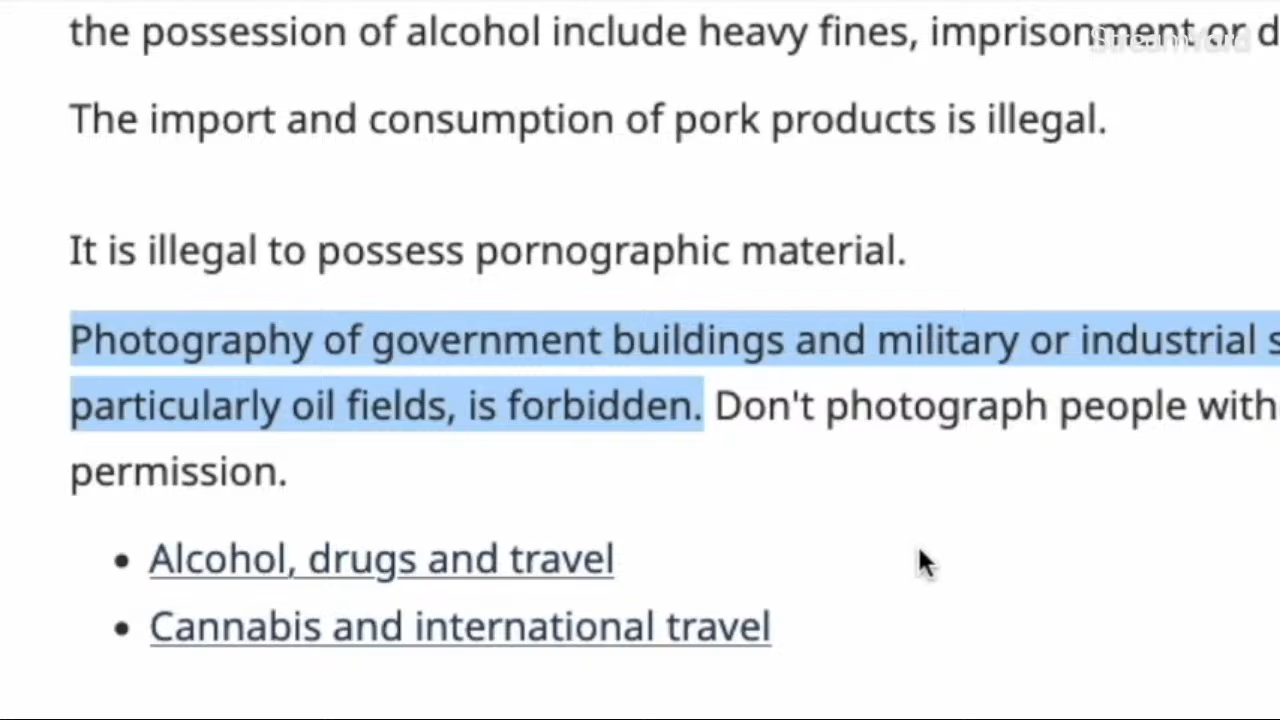 the possession of alcohol include heavy fines, imprisonment or
StreamYard
The import and consumption of pork products is illegal.
It is illegal to possess pornographic material.
Photography of government buildings and military or industrial
particularly oil fields, is forbidden. Don't photograph people with
permission.
• Alcohol, drugs and travel
• Cannabis and international travel